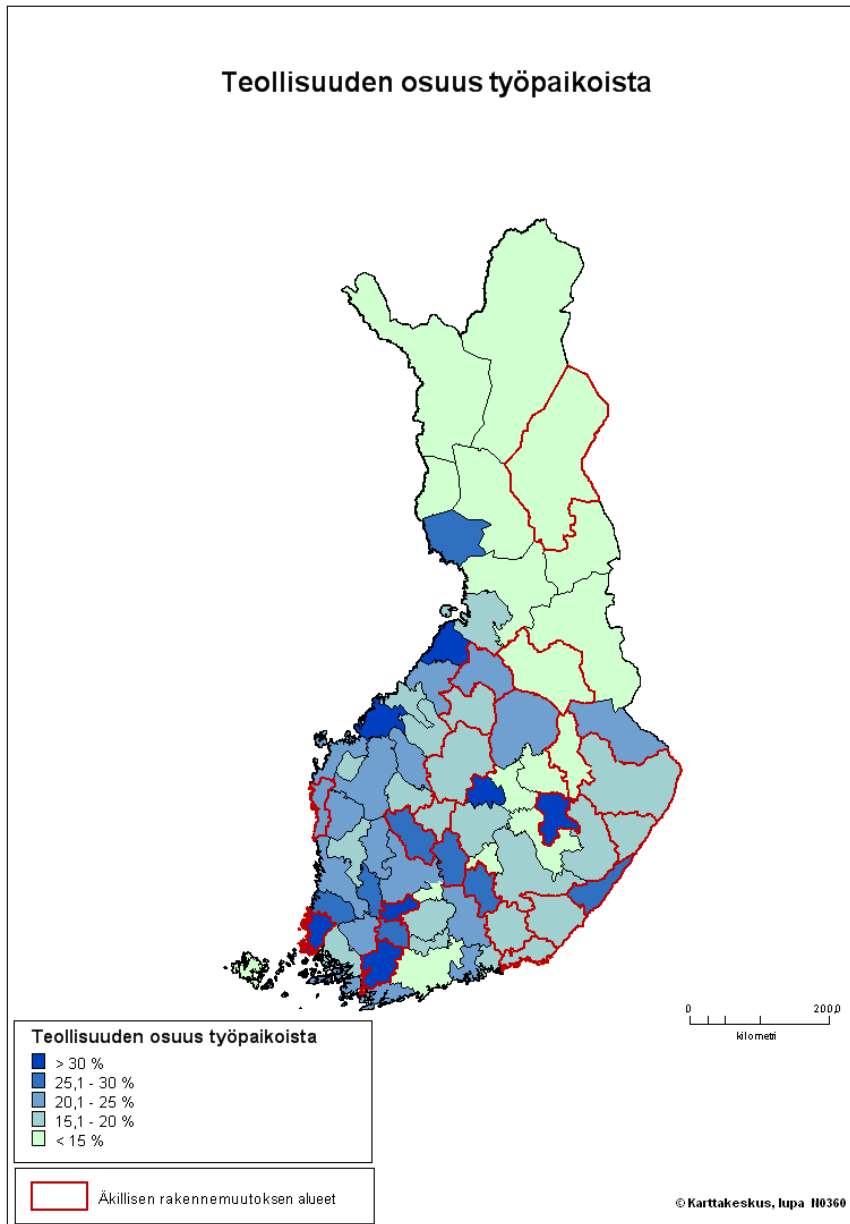 Teollisuuden osuus työpaikoista
0 200,0
kilometri
Teollisuuden osuus työpaikoista
> 30 %
25,1 - 30 %
20,1 - 25 %
15,1 - 20 %
< 15 %
Äkillisen rakennemuutoksen alueet
© Karttakeskus, lupa N0360